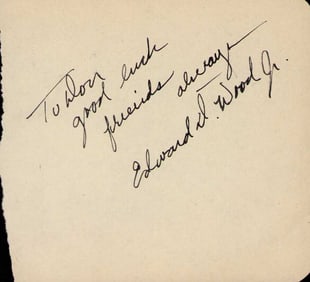 To Don
good luck
friends always
Edward D. Wood Jr.